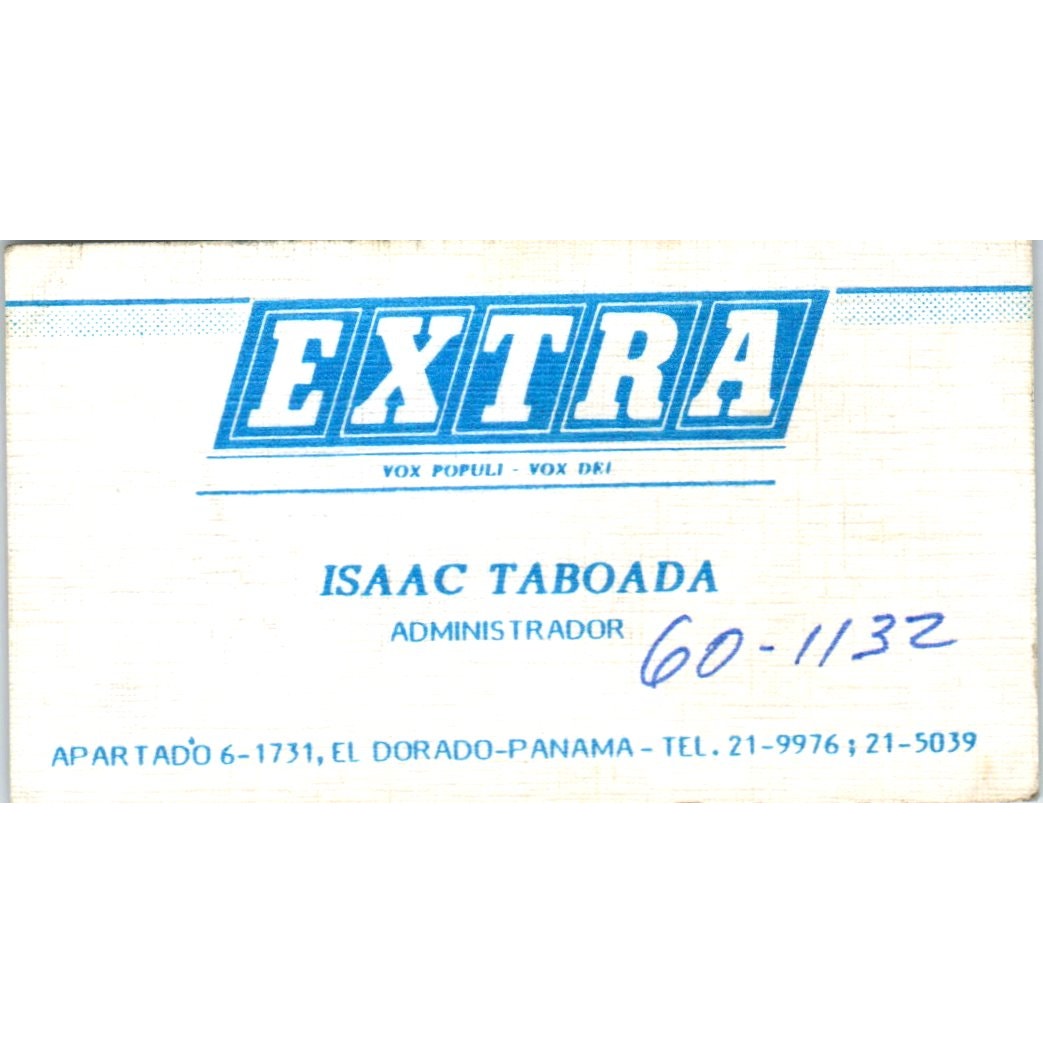 EXTRA
VOX POPULI - VOX DEI
ISAAC TABOADA
ADMINISTRADOR
60-1132
APARTADO 6-1731, EL DORADO-PANAMA - TEL. 21-9976; 21-5039